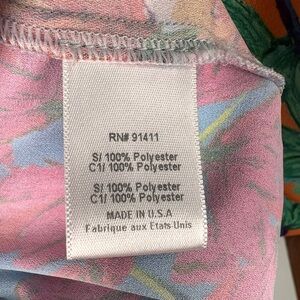 RN# 91411
S/ 100% Polyester
C1/ 100% Polyester
S/ 100% Polyester
C1/ 100% Polyester
MADE IN U.S.A
Fabrique aux Etats-Unis